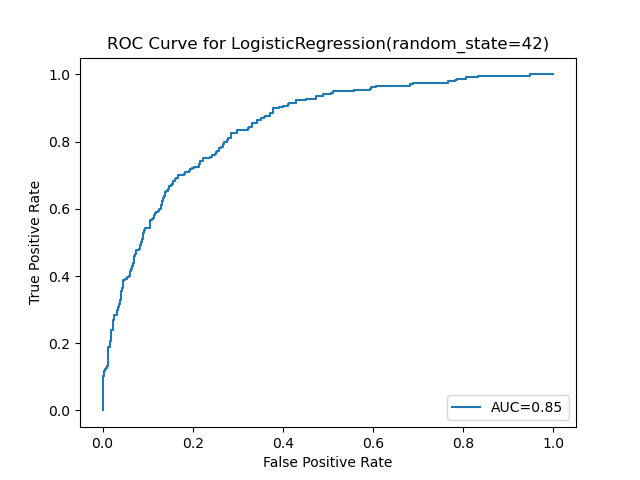 ROC Curve for LogisticRegression(random_state=42)
1.0
0.8
0.6
0.4
0.2
0.0
True Positive Rate
AUC=0.85
0.0 0.2 0.4 0.6 0.8 1.0
False Positive Rate